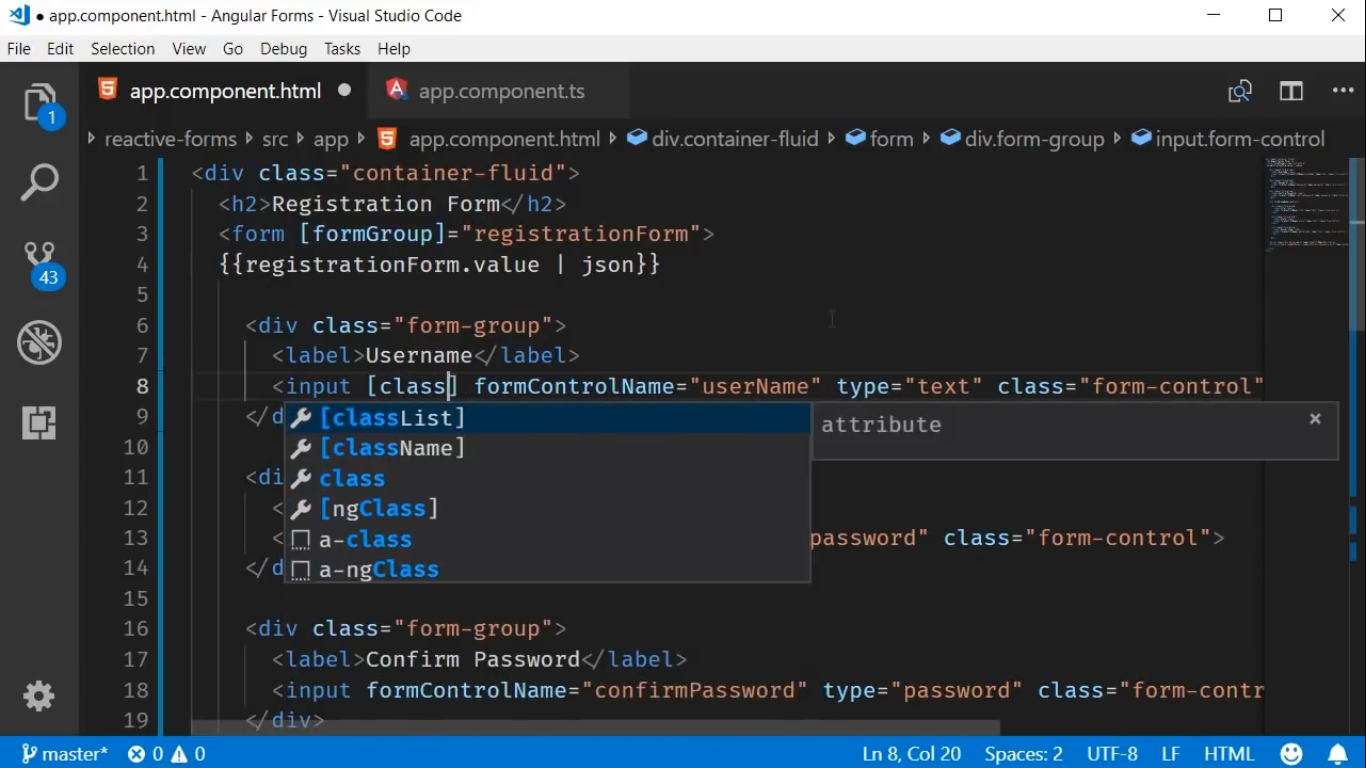 app.component.html - Angular Forms - Visual Studio Code
File Edit Selection View Go Debug Tasks Help
app.component.html app.component.ts
1
reactive-forms src app app.component.html div.container-fluid form div.form-group input.form-control
1 <div class="container-fluid">
2 <h2>Registration Form</h2>
3 <form [formGroup]="registrationForm">
4 {{registrationForm.value | json}}
5
6 <div class="form-group">
7 <label>Username</label>
8 <input [class] formControlName="userName" type="text" class="form-control"
9 </d
[classList] attribute
10
[className]
11 <di
class
12 <
[ngClass]
13 < password" class="form-control">
a-class
14 </d
a-ngClass
15
16 <div class="form-group">
17 <label>Confirm Password</label>
18 <input formControlName="confirmPassword" type="password" class="form-contr
19 </div>
43
master* 0 0 Ln 8, Col 20 Spaces: 2 UTF-8 LF HTML